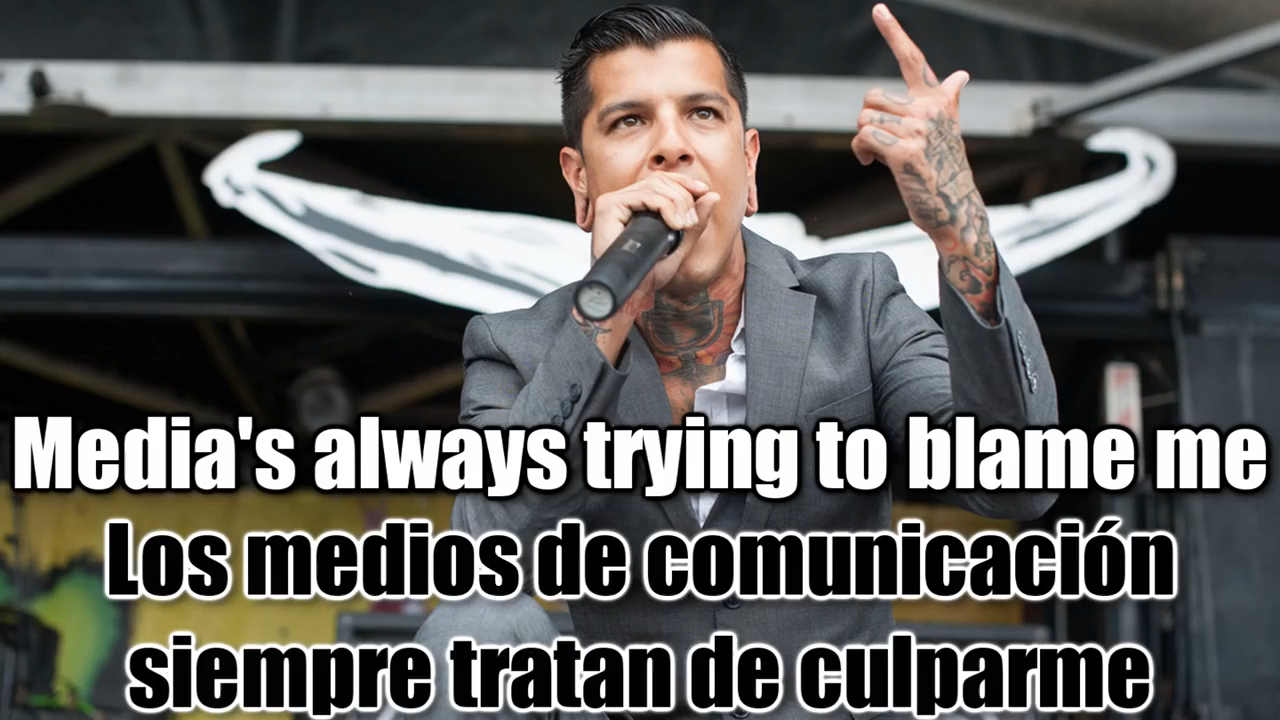 Media's always trying to blame me
Los medios de comunicación
siempre tratan de culparme